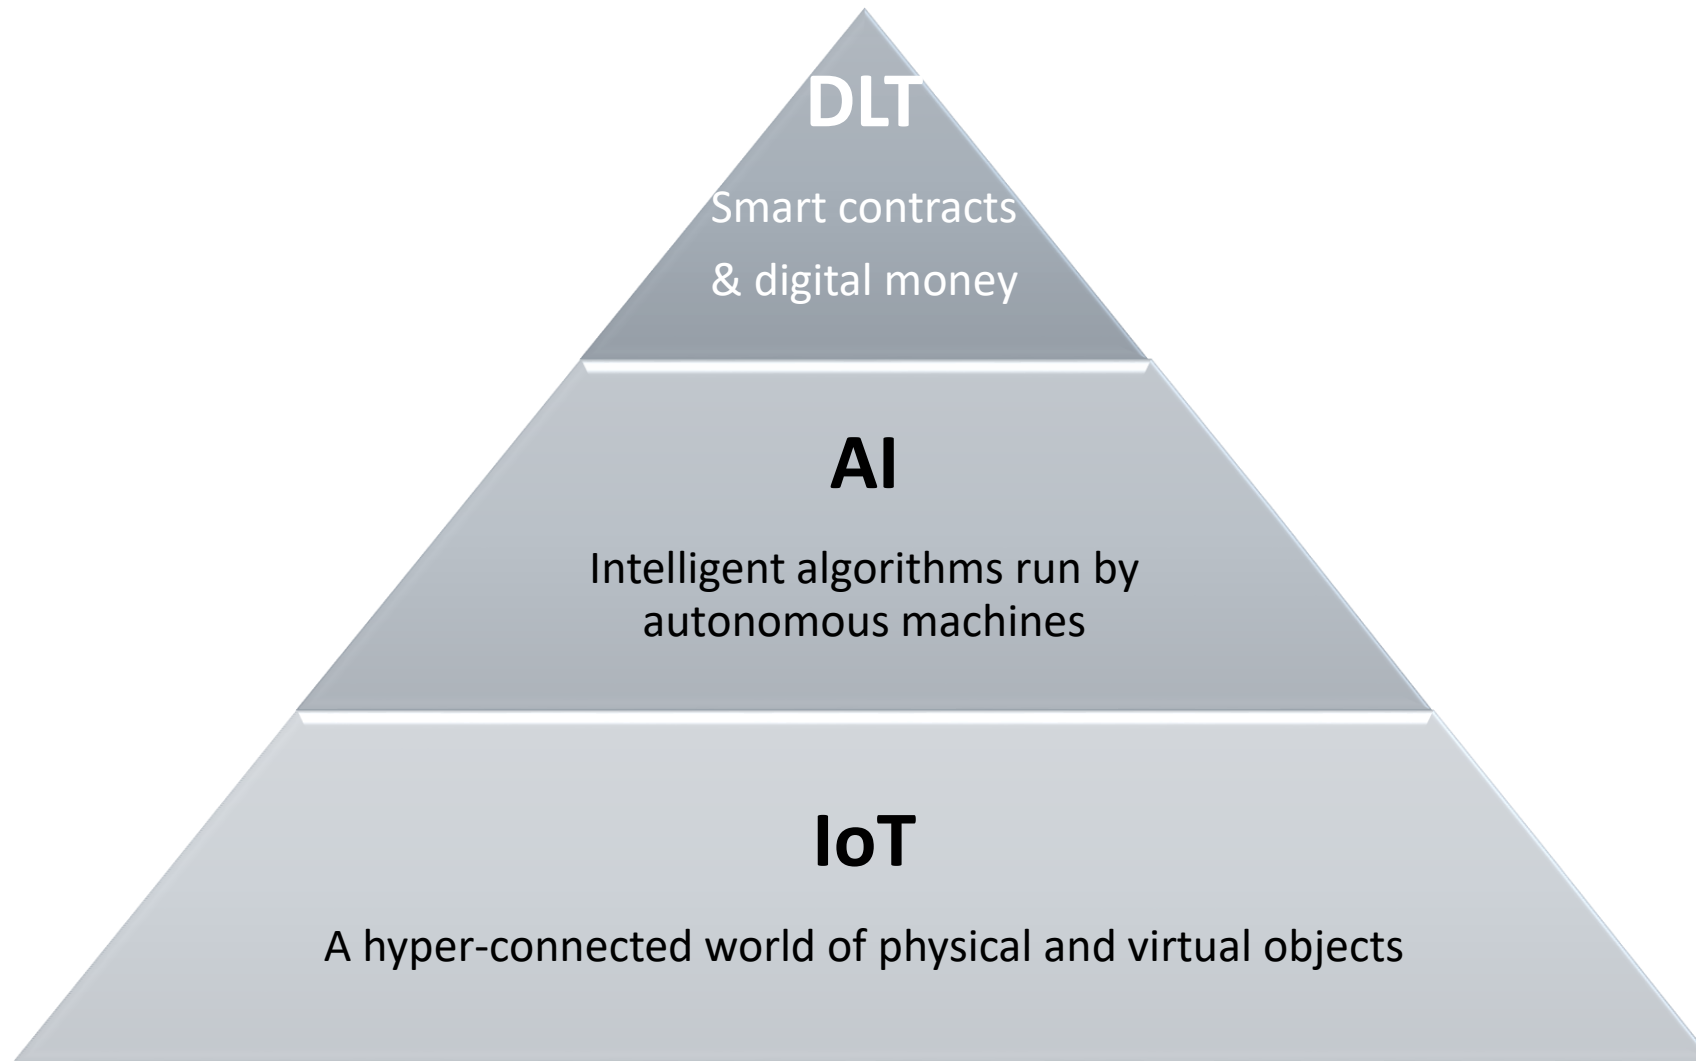 DLT
Smart contracts
& digital money
AI
Intelligent algorithms run by
autonomous machines
IoT
A hyper-connected world of physical and virtual objects